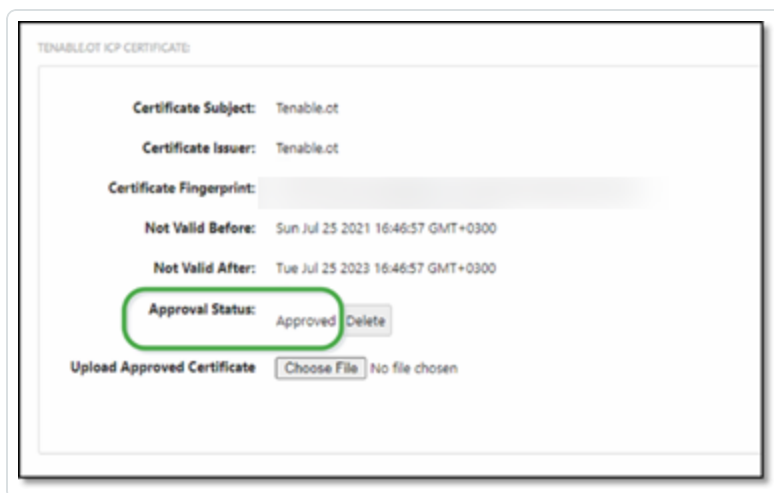 TENABLE.OT ICP CERTIFICATE:
Certificate Subject: Tenable.ot
Certificate Issuer: Tenable.ot
Certificate Fingerprint:
Not Valid Before: Sun Jul 25 2021 16:46:57 GMT+0300
Not Valid After: Tue Jul 25 2023 16:46:57 GMT+0300
Approval Status: Approved Delete
Upload Approved Certificate Choose File No file chosen